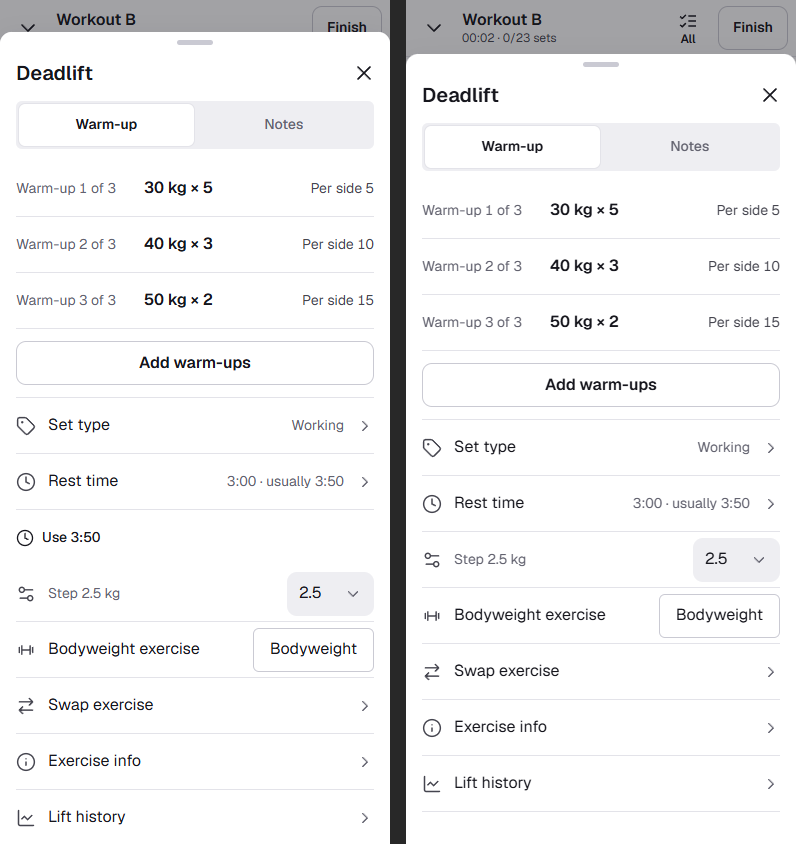 Workout B
Finish
Deadlift
Warm-up
Notes
Warm-up 1 of 3 30 kg × 5 Per side 5
Warm-up 2 of 3 40 kg × 3 Per side 10
Warm-up 3 of 3 50 kg × 2 Per side 15
Add warm-ups
Set type Working
Rest time 3:00 · usually 3:50
Use 3:50
Step 2.5 kg 2.5
Bodyweight exercise Bodyweight
Swap exercise
Exercise info
Lift history
Workout B
00:02 · 0/23 sets
All
Finish
Deadlift
Warm-up
Notes
Warm-up 1 of 3 30 kg × 5 Per side 5
Warm-up 2 of 3 40 kg × 3 Per side 10
Warm-up 3 of 3 50 kg × 2 Per side 15
Add warm-ups
Set type Working
Rest time 3:00 · usually 3:50
Step 2.5 kg 2.5
Bodyweight exercise Bodyweight
Swap exercise
Exercise info
Lift history